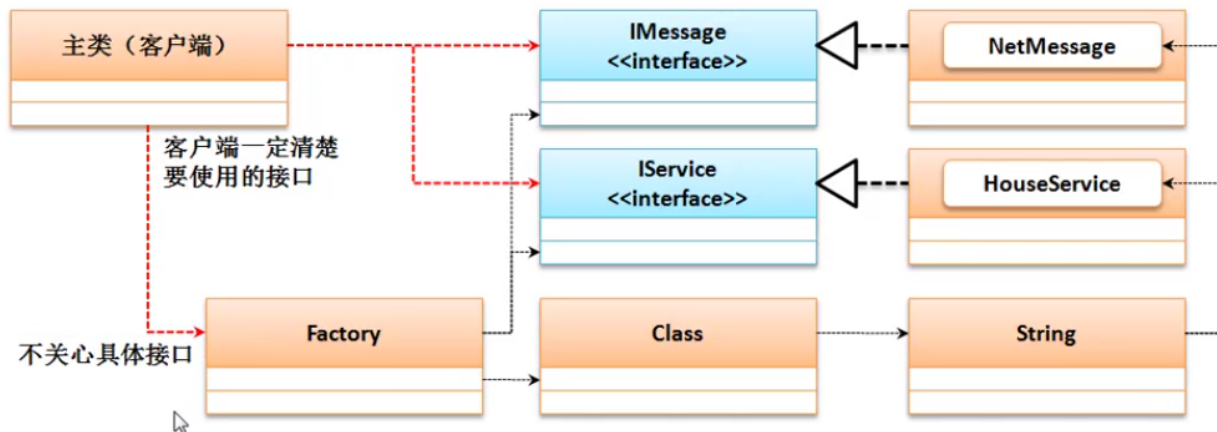 主类（客户端）
IMessage
<<interface>>
NetMessage
客户端一定清楚
要使用的接口
IService
<<interface>>
HouseService
不关心具体接口
Factory
Class
String